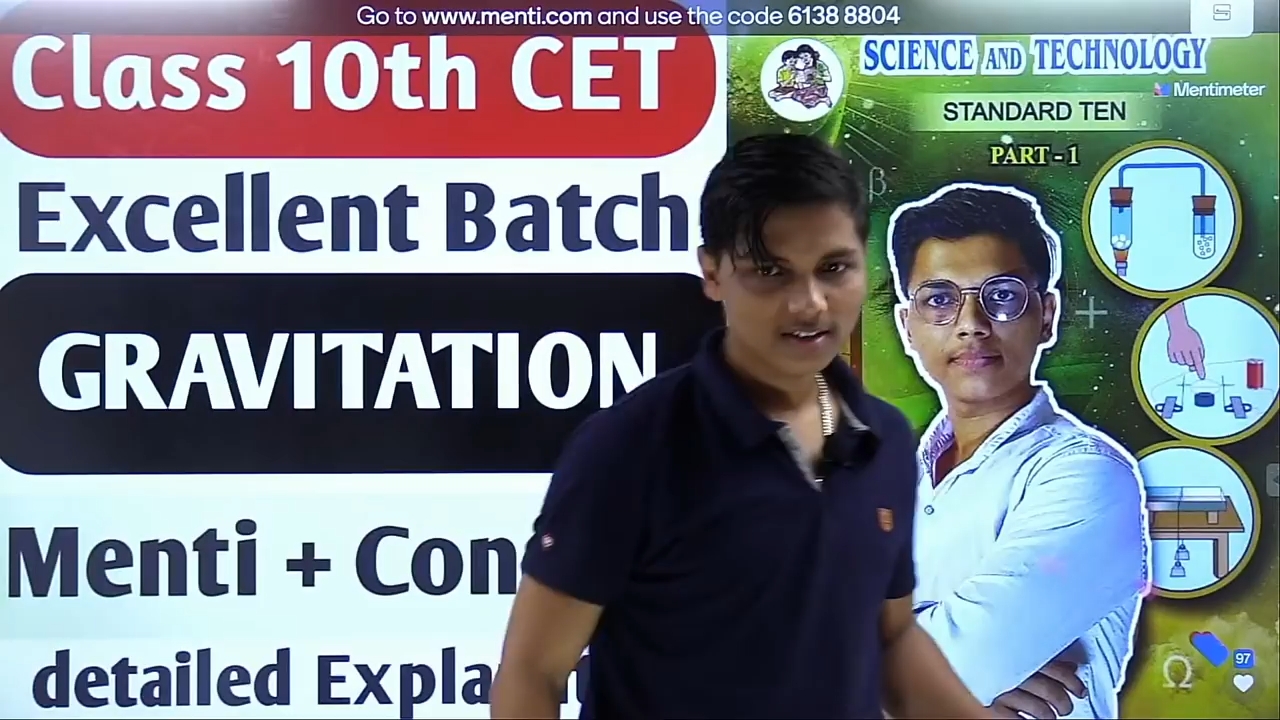 Go to www.menti.com and use the code 6138 8804
Class 10th CET
Excellent Batch
GRAVITATION
Menti + Con
detailed Expla
SCIENCE AND TECHNOLOGY
Mentimeter
STANDARD TEN
PART - 1
β
+
Ω
97